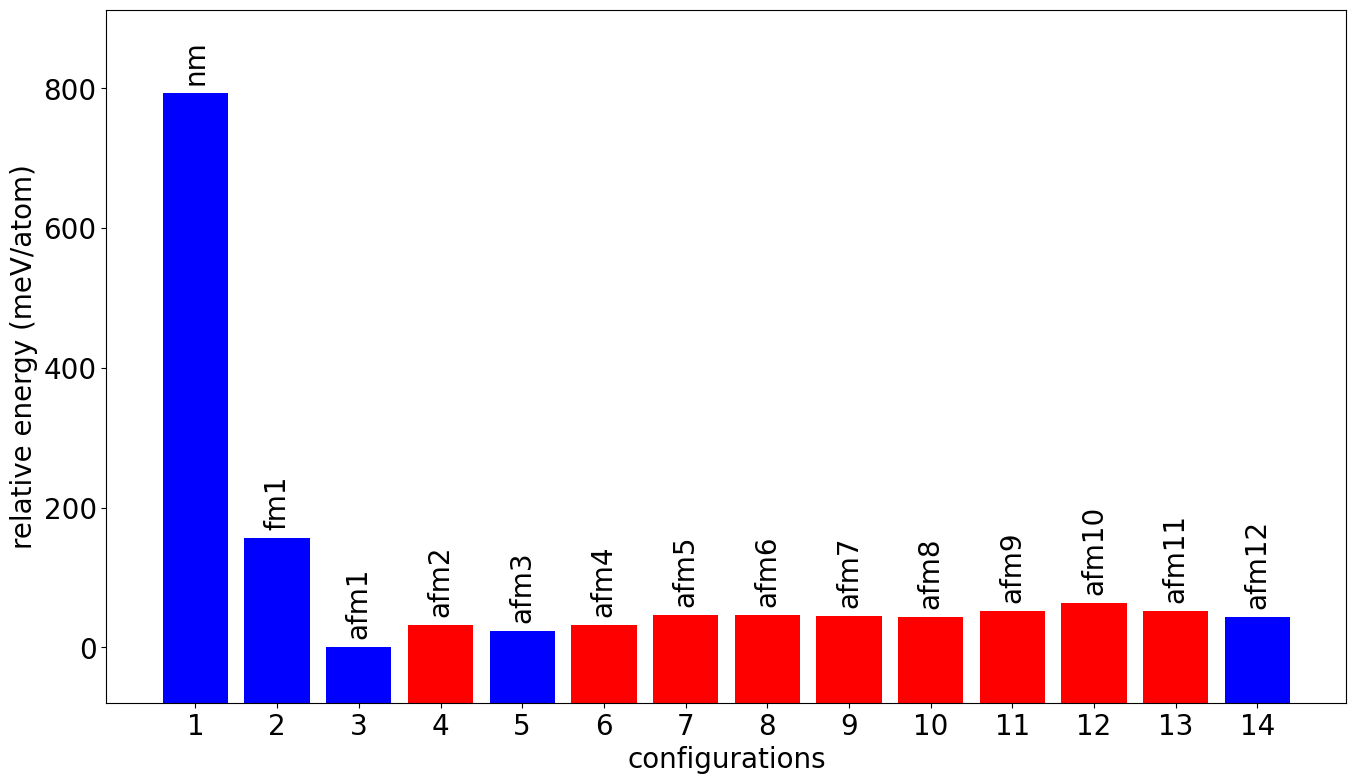 relative energy (meV/atom)
800
600
400
200
0
nm
fm1
afm1
afm2
afm3
afm4
afm5
afm6
afm7
afm8
afm9
afm10
afm11
afm12
1 2 3 4 5 6 7 8 9 10 11 12 13 14
configurations